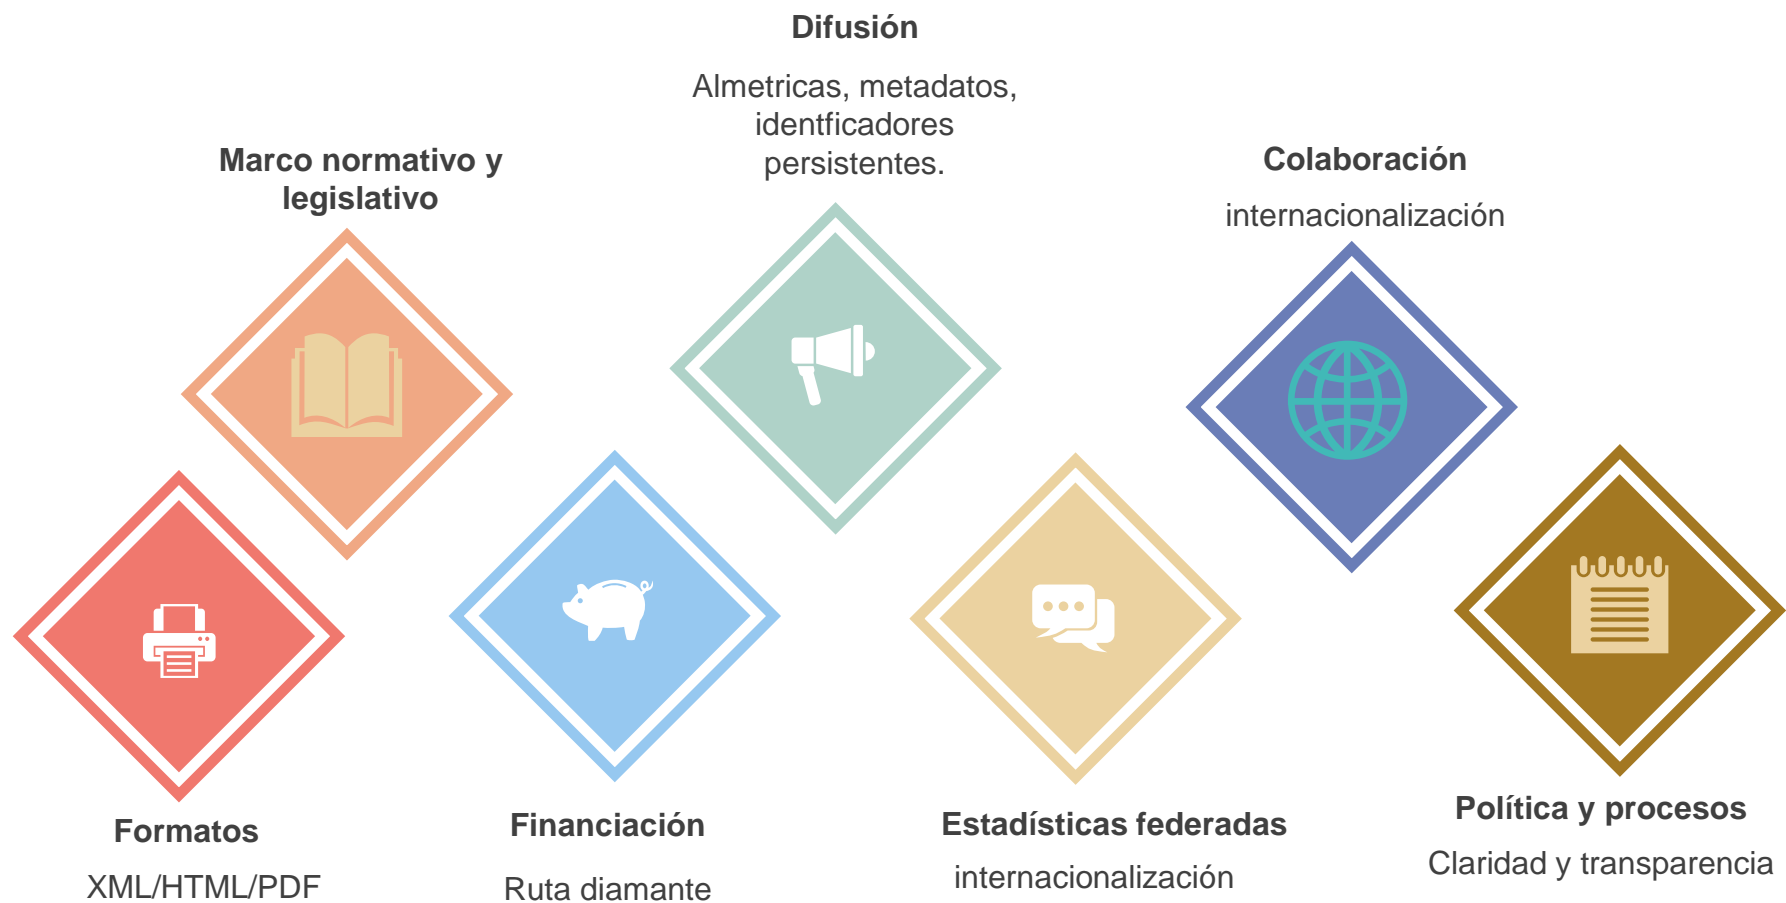 Difusión
Almetricas, metadatos,
identficadores
persistentes.
Marco normativo y
legislativo
Colaboración
internacionalización
Formatos
XML/HTML/PDF
Financiación
Ruta diamante
Estadísticas federadas
internacionalización
Política y procesos
Claridad y transparencia